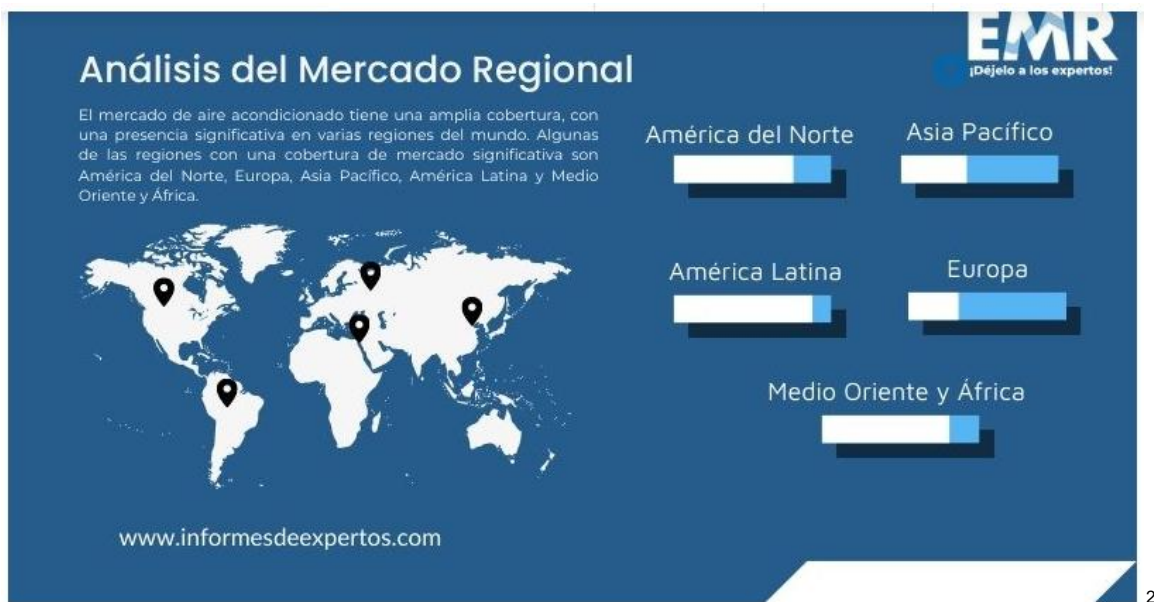 EMR
¡Déjelo a los expertos!
Análisis del Mercado Regional
El mercado de aire acondicionado tiene una amplia cobertura, con
una presencia significativa en varias regiones del mundo. Algunas
de las regiones con una cobertura de mercado significativa son
América del Norte, Europa, Asia Pacífico, América Latina y Medio
Oriente y África.
América del Norte
Asia Pacífico
América Latina
Europa
Medio Oriente y África
www.informesdeexpertos.com
2